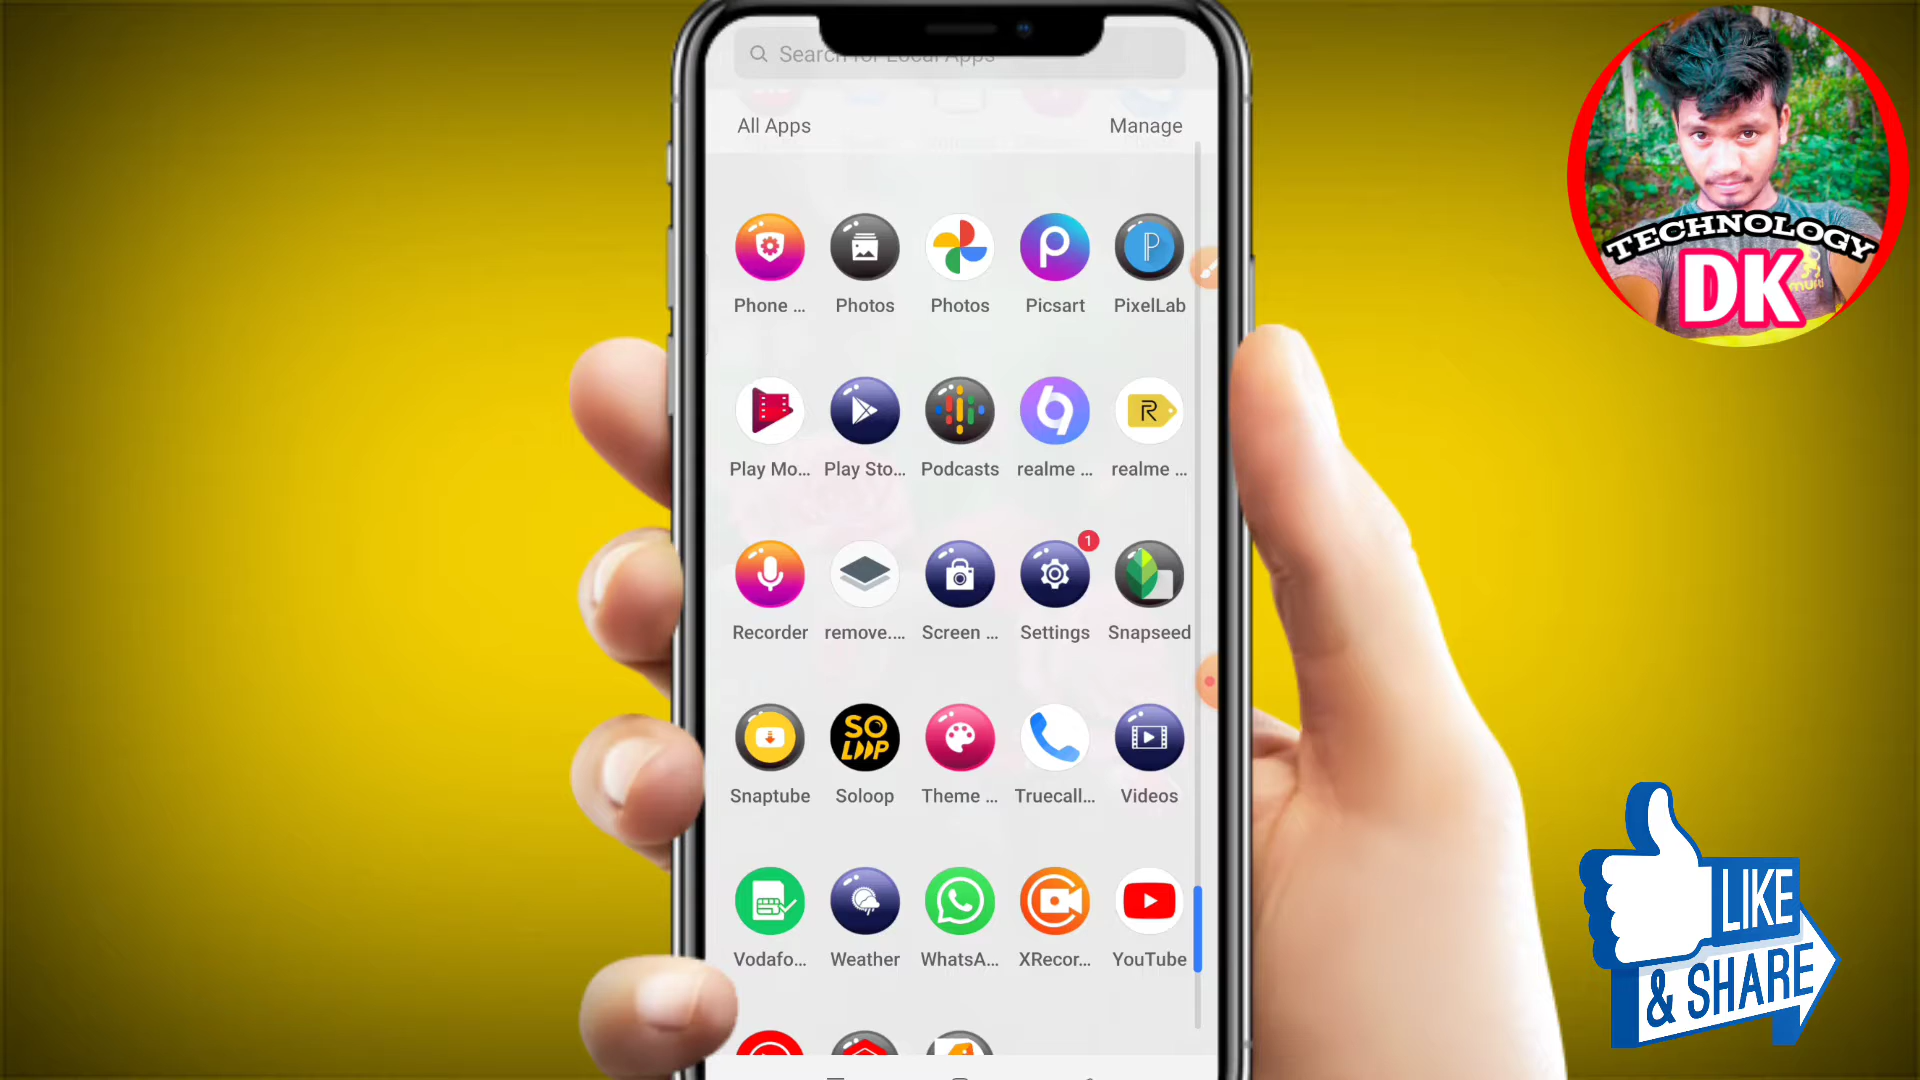 Search for Local Apps
All Apps Manage
Phone ... Photos Photos Picsart PixelLab
Play Mo... Play Sto... Podcasts realme ... realme ...
1
Recorder remove.... Screen ... Settings Snapseed
SO
LOOP
Snaptube Soloop Theme ... Truecall... Videos
Vodafo... Weather WhatsA... XRecor... YouTube
TECHNOLOGY
DK
LIKE
& SHARE